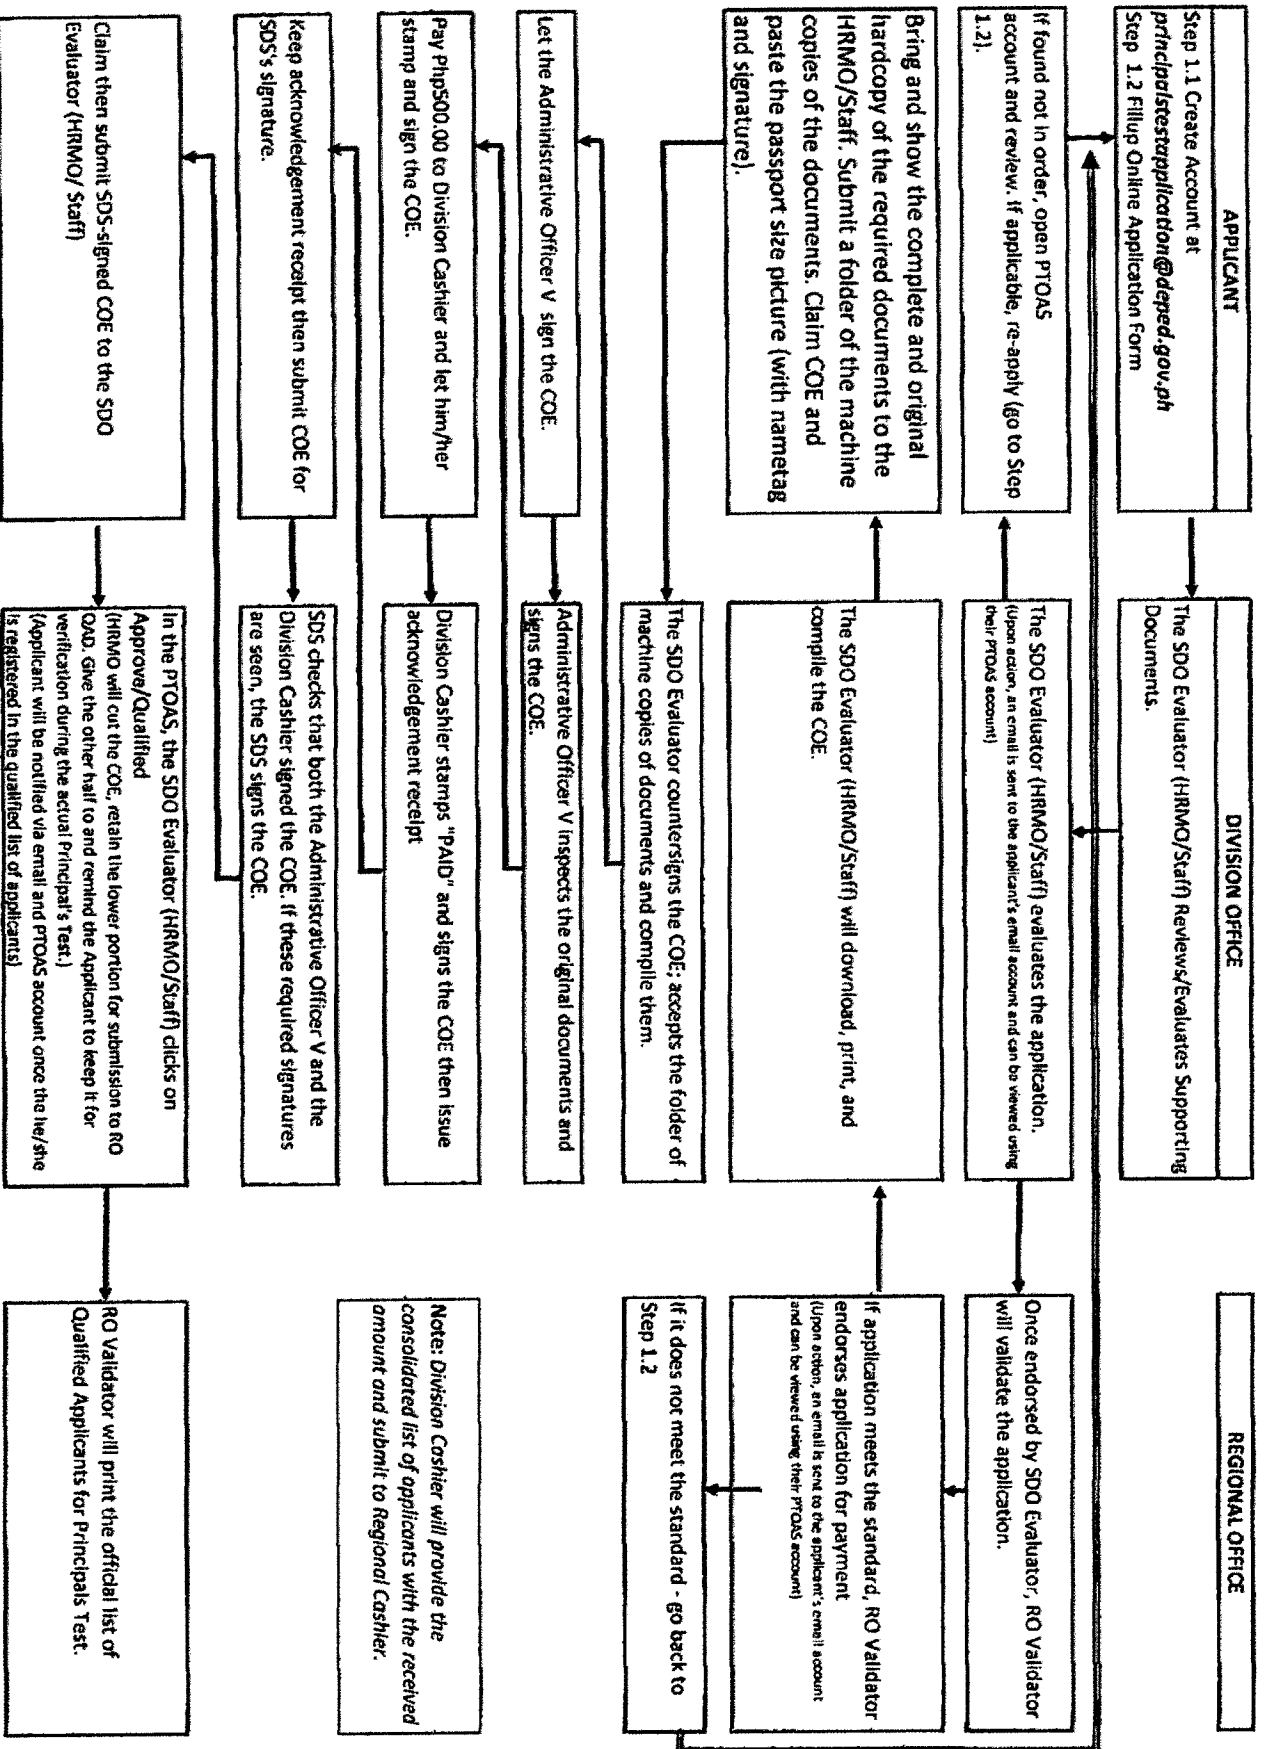 APPLICANT
DIVISION OFFICE
REGIONAL OFFICE
Step 1.1 Create Account at
principalstestapplication@deped.gov.ph
Step 1.2 Fillup Online Application Form
The SDO Evaluator (HRMO/Staff) Reviews/Evaluates Supporting
Documents.
If found not in order, open PTOAS
account and review. If applicable, re-apply (go to Step
1.2).
The SDO Evaluator (HRMO/Staff) evaluates the application.
(Upon action, an email is sent to the applicant's email account and can be viewed using
their PTOAS account)
Once endorsed by SDO Evaluator, RO Validator
will validate the application.
Bring and show the complete and original
hardcopy of the required documents to the
HRMO/Staff. Submit a folder of the machine
copies of the documents. Claim COE and
paste the passport size picture (with nametag
and signature).
The SDO Evaluator (HRMO/Staff) will download, print, and
compile the COE.
If application meets the standard, RO Validator
endorses application for payment
(Upon action, an email is sent to the applicant's email account
and can be viewed using their PTOAS account)
The SDO Evaluator countersigns the COE; accepts the folder of
machine copies of documents and compile them.
If it does not meet the standard - go back to
Step 1.2
Let the Administrative Officer V sign the COE.
Administrative Officer V inspects the original documents and
signs the COE.
Pay Php500.00 to Division Cashier and let him/her
stamp and sign the COE.
Division Cashier stamps "PAID" and signs the COE then issue
acknowledgement receipt
Note: Division Cashier will provide the
consolidated list of applicants with the received
amount and submit to Regional Cashier.
Keep acknowledgement receipt then submit COE for
SDS's signature.
SDS checks that both the Administrative Officer V and the
Division Cashier signed the COE. If these required signatures
are seen, the SDS signs the COE.
Claim then submit SDS-signed COE to the SDO
Evaluator (HRMO/ Staff)
In the PTOAS, the SDO Evaluator (HRMO/Staff) clicks on
Approve/Qualified
(HRMO will cut the COE, retain the lower portion for submission to RO
QAD. Give the other half to and remind the Applicant to keep it for
verification during the actual Principal's Test.)
(Applicant will be notified via email and PTOAS account once the he/she
is registered in the qualified list of applicants)
RO Validator will print the official list of
Qualified Applicants for Principals Test.